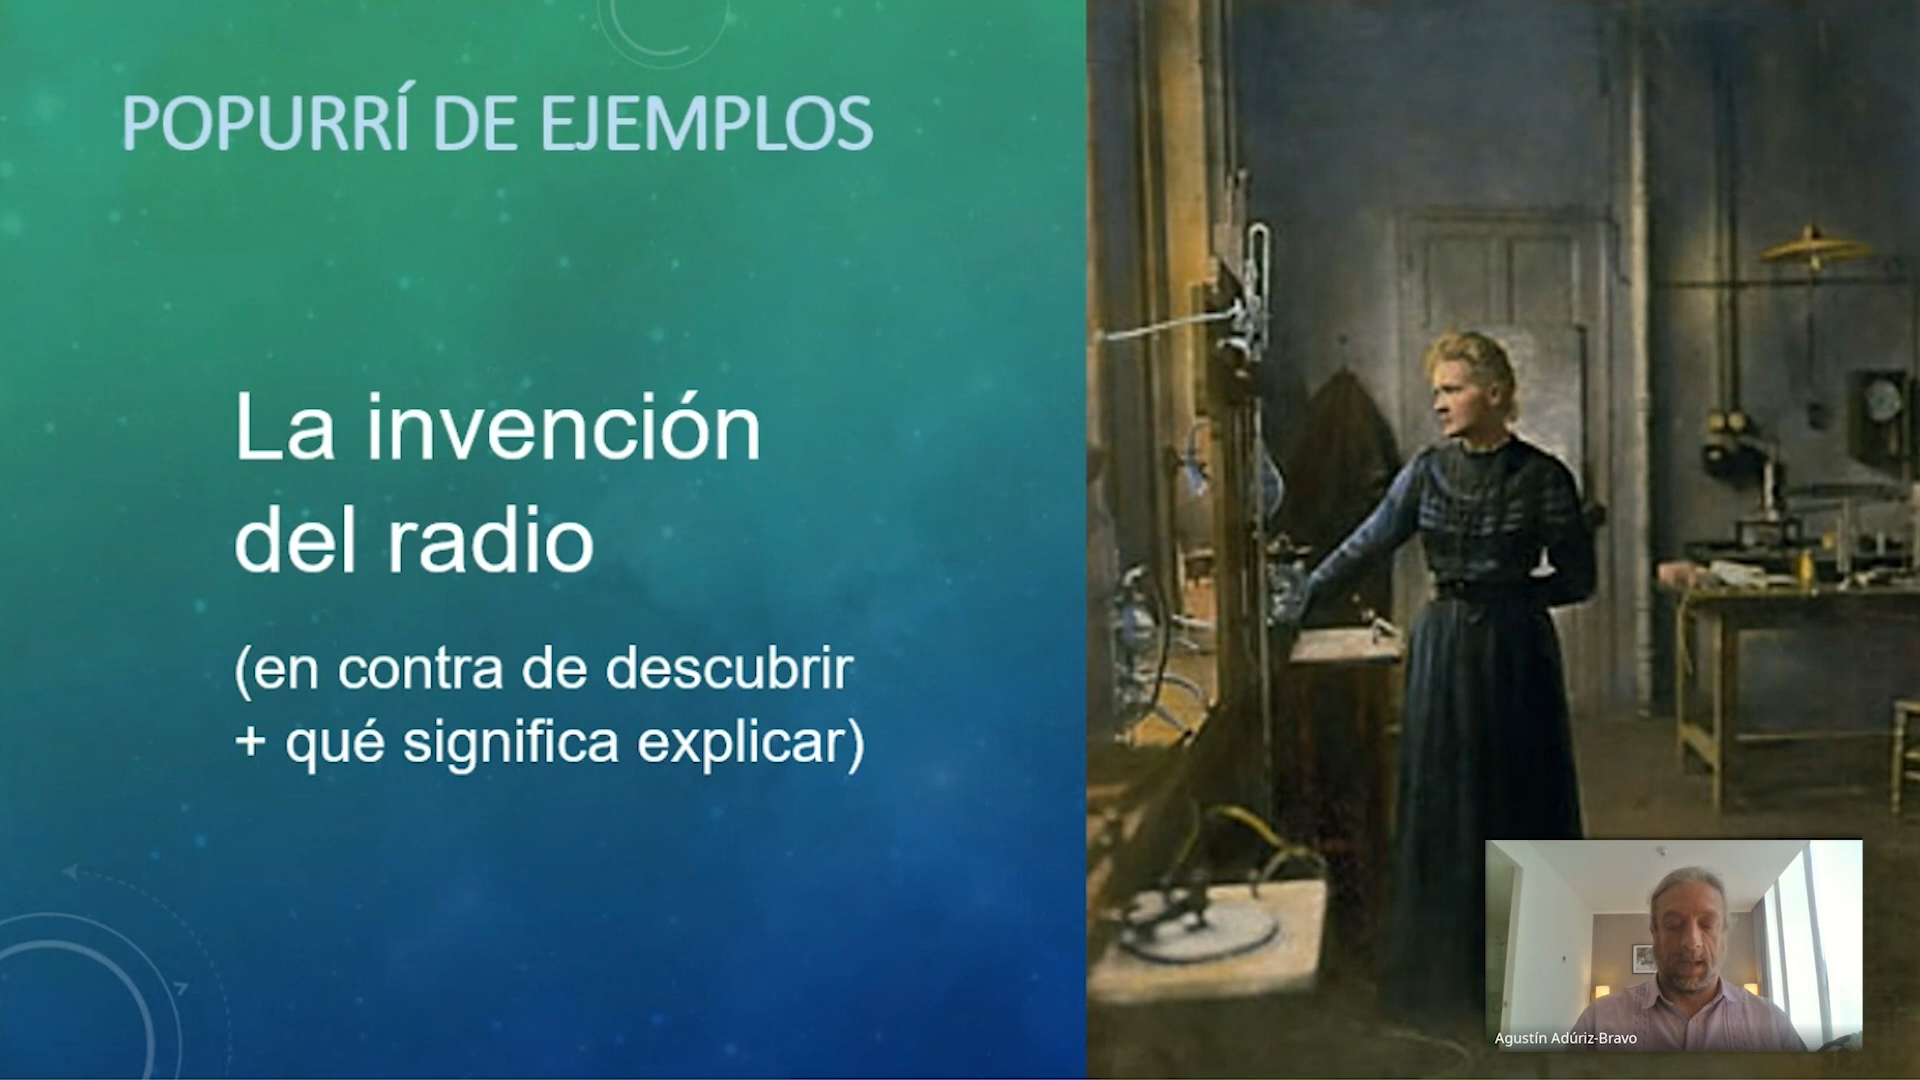 POPURRÍ DE EJEMPLOS
La invención
del radio
(en contra de descubrir
+ qué significa explicar)
Agustín Adúriz-Bravo